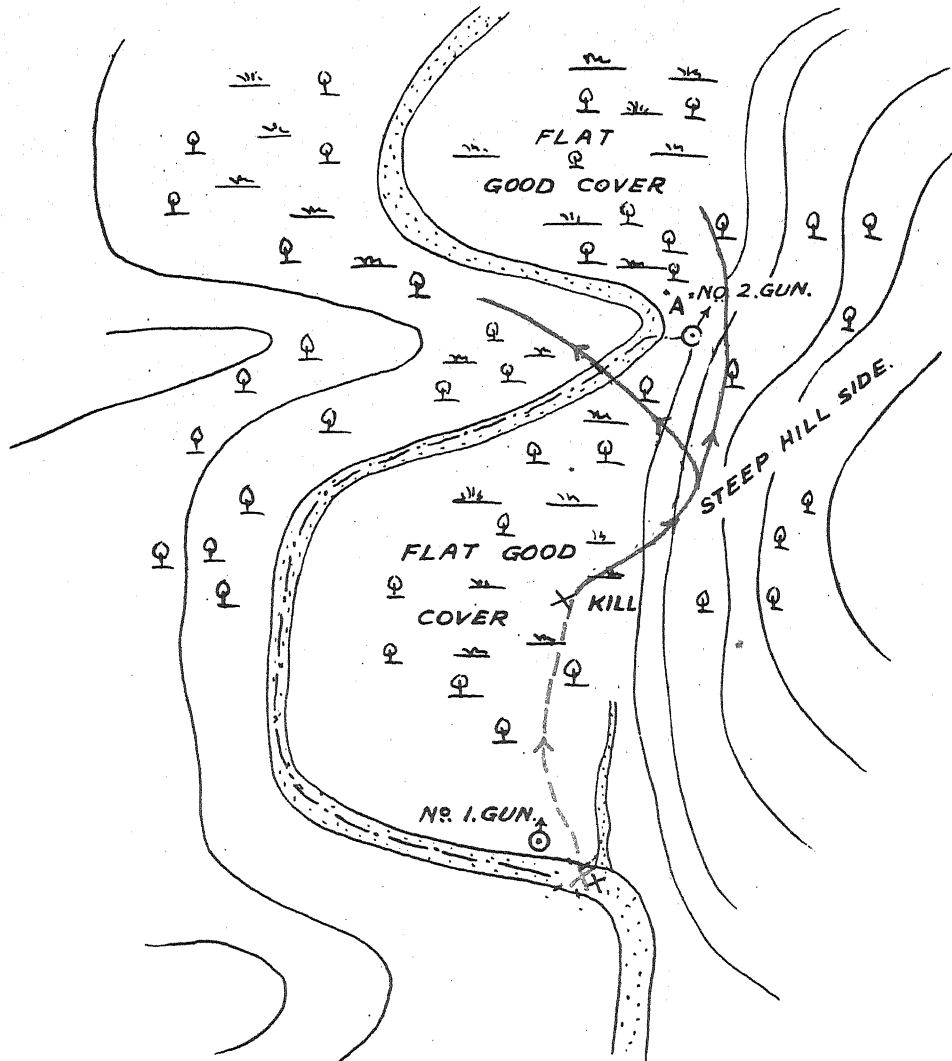 FLAT
GOOD COVER
"A" NO 2. GUN.
STEEP HILL SIDE.
FLAT GOOD
COVER
KILL
No. 1. GUN.